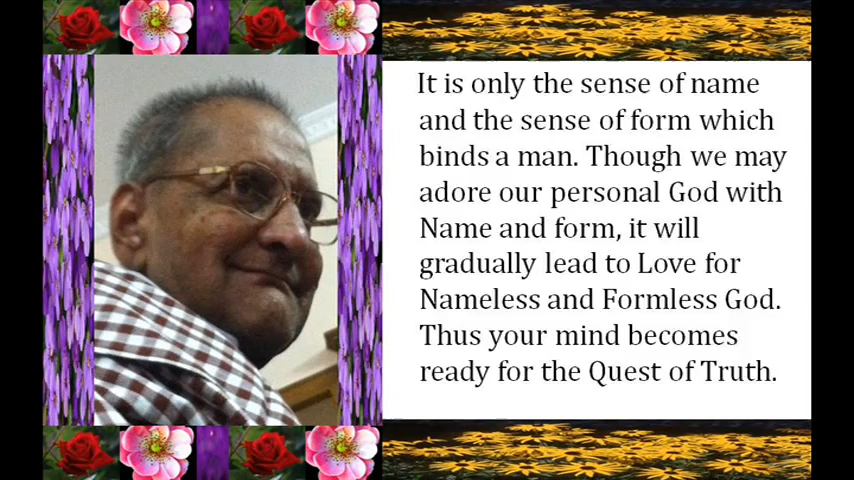 It is only the sense of name
and the sense of form which
binds a man. Though we may
adore our personal God with
Name and form, it will
gradually lead to Love for
Nameless and Formless God.
Thus your mind becomes
ready for the Quest of Truth.